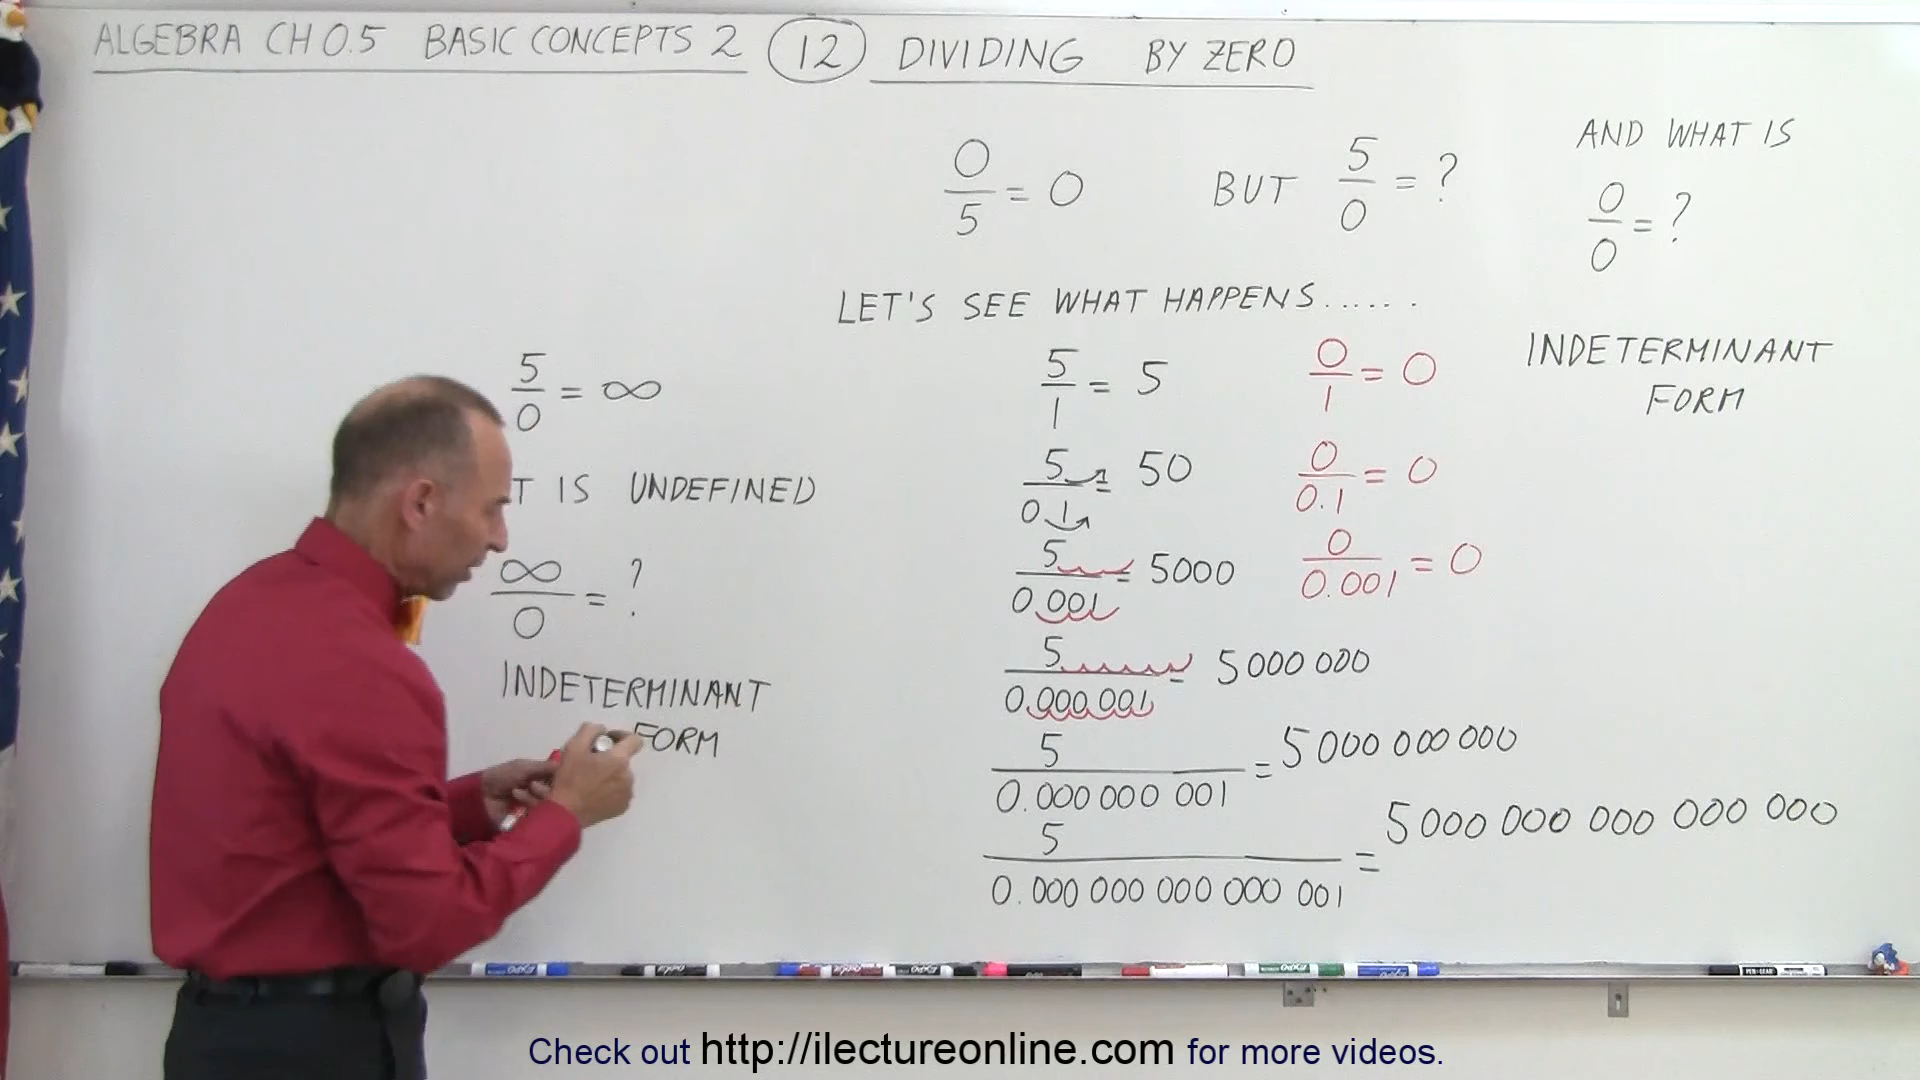 ALGEBRA CH 0.5 BASIC CONCEPTS 2 12 DIVIDING BY ZERO
0/5 = 0 BUT 5/0 = ?
AND WHAT IS
0/0 = ?
LET'S SEE WHAT HAPPENS......
INDETERMINANT
FORM
5/1 = 5
0/1 = 0
5/0.1 = 50
0/0.1 = 0
5/0.001 = 5000
0/0.001 = 0
5/0.000 001 = 5000 000
5/0.000 000 001 = 5 000 000 000
5/0.000 000 000 000 001 = 5 000 000 000 000 000
5/0 = ∞
T IS UNDEFINED
∞/0 = ?
INDETERMINANT
FORM
Check out http://ilectureonline.com for more videos.